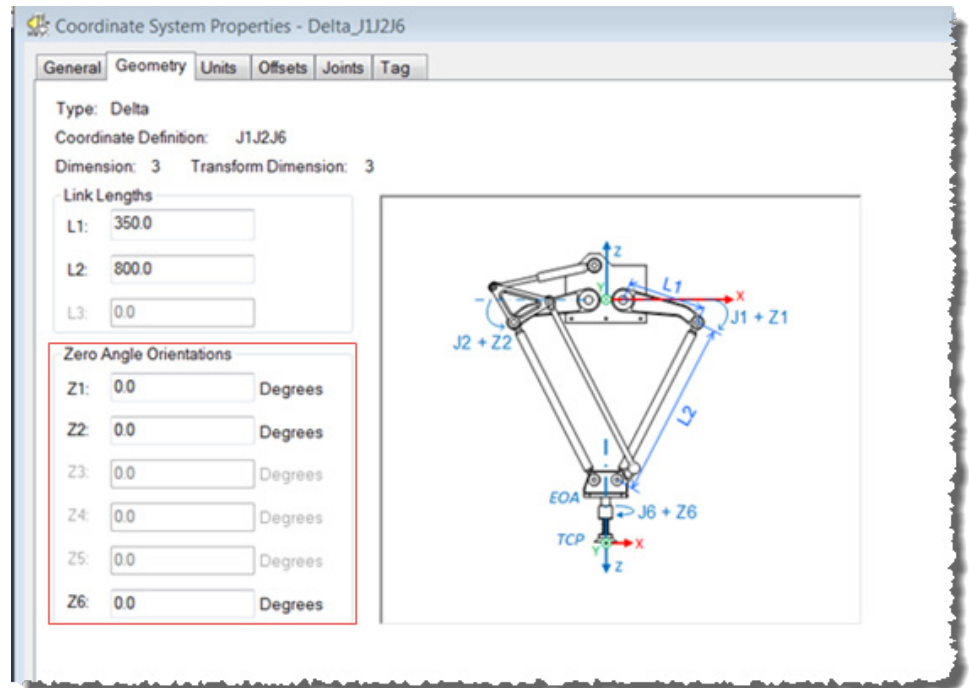 Coordinate System Properties - Delta_J1J2J6
General Geometry Units Offsets Joints Tag
Type: Delta
Coordinate Definition: J1J2J6
Dimension: 3 Transform Dimension: 3
Link Lengths
L1: 350.0
L2: 800.0
L3: 0.0
Zero Angle Orientations
Z1: 0.0 Degrees
Z2: 0.0 Degrees
Z3: 0.0 Degrees
Z4: 0.0 Degrees
Z5: 0.0 Degrees
Z6: 0.0 Degrees
Z
Y
L1
X
J1 + Z1
J2 + Z2
L2
EOA
J6 + Z6
TCP
Y
X
Z